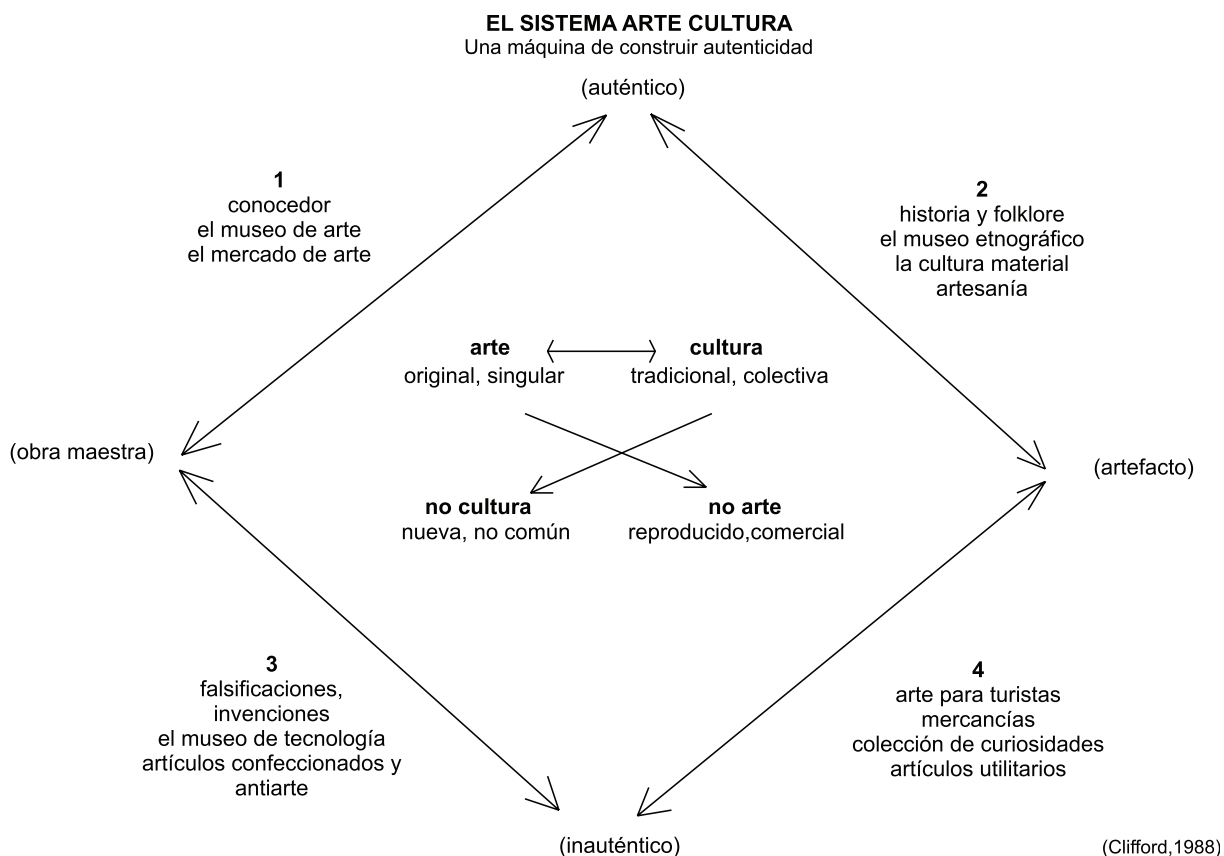 EL SISTEMA ARTE CULTURA
Una máquina de construir autenticidad
(auténtico)
1
conocedor
el museo de arte
el mercado de arte
2
historia y folklore
el museo etnográfico
la cultura material
artesanía
arte
original, singular
cultura
tradicional, colectiva
(obra maestra)
(artefacto)
no cultura
nueva, no común
no arte
reproducido,comercial
3
falsificaciones,
invenciones
el museo de tecnología
artículos confeccionados y
antiarte
4
arte para turistas
mercancías
colección de curiosidades
artículos utilitarios
(inauténtico)
(Clifford,1988)